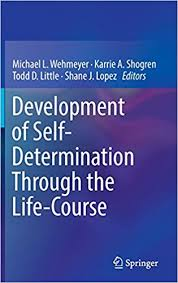 Michael L. Wehmeyer · Karrie A. Shogren
Todd D. Little · Shane J. Lopez Editors
Development
of Self-
Determination
Through the
Life-Course
Springer